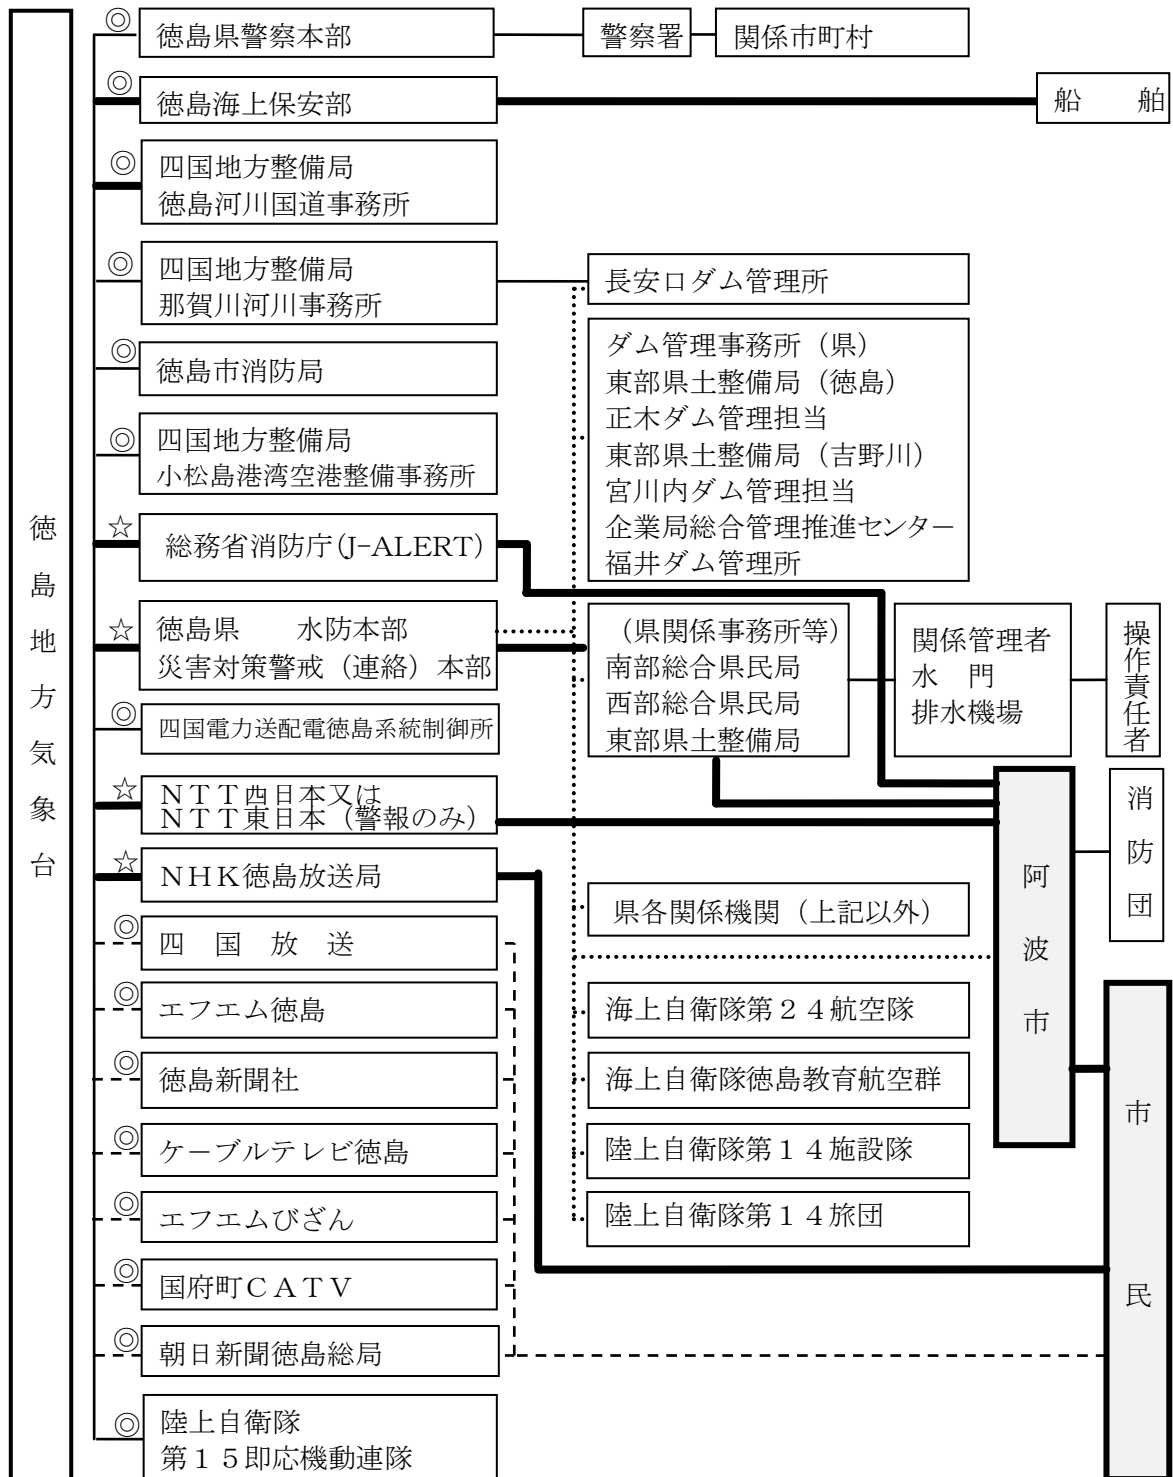 徳島地方気象台
◎
徳島県警察本部
警察署
関係市町村
◎
徳島海上保安部
船　舶
◎
四国地方整備局
徳島河川国道事務所
◎
四国地方整備局
那賀川河川事務所
長安口ダム管理所
◎
徳島市消防局
ダム管理事務所（県）
東部県土整備局（徳島）
正木ダム管理担当
東部県土整備局（吉野川）
宮川内ダム管理担当
企業局総合管理推進センター
福井ダム管理所
◎
四国地方整備局
小松島港湾空港整備事務所
☆
総務省消防庁(J-ALERT)
☆
徳島県　水防本部
災害対策警戒（連絡）本部
（県関係事務所等）
南部総合県民局
西部総合県民局
東部県土整備局
関係管理者
水　門
排水機場
操作責任者
◎
四国電力送配電徳島系統制御所
☆
ＮＴＴ西日本又は
ＮＴＴ東日本（警報のみ）
阿波市
消防団
☆
ＮＨＫ徳島放送局
県各関係機関（上記以外）
◎
四　国　放　送
◎
エフエム徳島
海上自衛隊第２４航空隊
◎
徳島新聞社
海上自衛隊徳島教育航空群
市民
◎
ケーブルテレビ徳島
陸上自衛隊第１４施設隊
◎
エフエムびざん
陸上自衛隊第１４旅団
◎
国府町ＣＡＴＶ
◎
朝日新聞徳島総局
◎
陸上自衛隊
第１５即応機動連隊